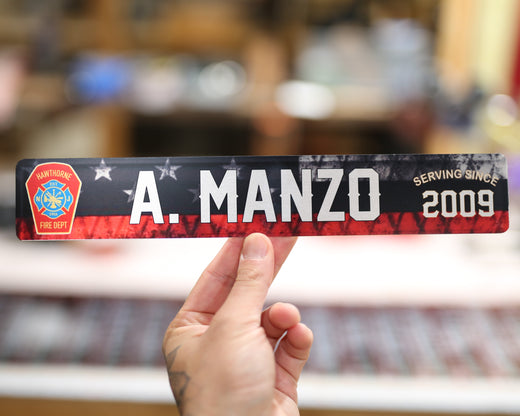 HAWTHORNE
N J
FIRE DEPT
A. MANZO
SERVING SINCE
2009